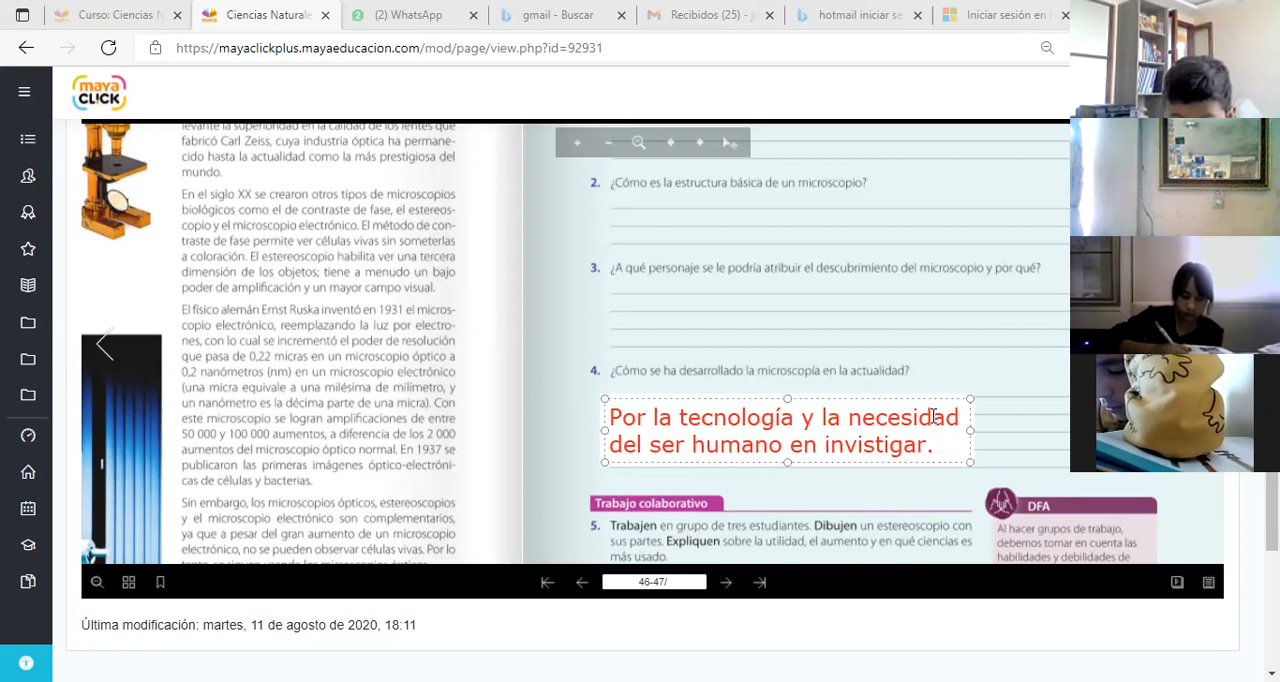 Curso: Ciencias N
Ciencias Naturale
(2) WhatsApp
gmail - Buscar
Recibidos (25) - j
hotmail iniciar se
Iniciar sesión en
https://mayaclickplus.mayaeducacion.com/mod/page/view.php?id=92931
maya
CL!CK
levante la superioridad en la calidad de los lentes que
fabricó Carl Zeiss, cuya industria óptica ha permane-
cido hasta la actualidad como la más prestigiosa del
mundo.
En el siglo XX se crearon otros tipos de microscopios
biológicos como el de contraste de fase, el estereos-
copio y el microscopio electrónico. El método de con-
traste de fase permite ver células vivas sin someterlas
a coloración. El estereoscopio habilita ver una tercera
dimensión de los objetos; tiene a menudo un bajo
poder de amplificación y un mayor campo visual.
El físico alemán Ernst Ruska inventó en 1931 el micros-
copio electrónico, reemplazando la luz por electro-
nes, con lo cual se incrementó el poder de resolución
que pasa de 0,22 micras en un microscopio óptico a
0,2 nanómetros (nm) en un microscopio electrónico
(una micra equivale a una milésima de milímetro, y
un nanómetro es la décima parte de una micra). Con
este microscopio se logran amplificaciones de entre
50 000 y 100 000 aumentos, a diferencia de los 2 000
aumentos del microscopio óptico normal. En 1937 se
publicaron las primeras imágenes óptico-electróni-
cas de células y bacterias.
Sin embargo, los microscopios ópticos, estereoscopios
y el microscopio electrónico son complementarios,
ya que a pesar del gran aumento de un microscopio
electrónico, no se pueden observar células vivas. Por lo
2. ¿Cómo es la estructura básica de un microscopio?
3. ¿A qué personaje se le podría atribuir el descubrimiento del microscopio y por qué?
4. ¿Cómo se ha desarrollado la microscopía en la actualidad?
Por la tecnología y la necesidad
del ser humano en invistigar.
Trabajo colaborativo
5. Trabajen en grupo de tres estudiantes. Dibujen un estereoscopio con
sus partes. Expliquen sobre la utilidad, el aumento y en qué ciencias es
más usado.
DFA
Al hacer grupos de trabajo,
debemos tomar en cuenta las
habilidades y debilidades de
46-47/
Última modificación: martes, 11 de agosto de 2020, 18:11